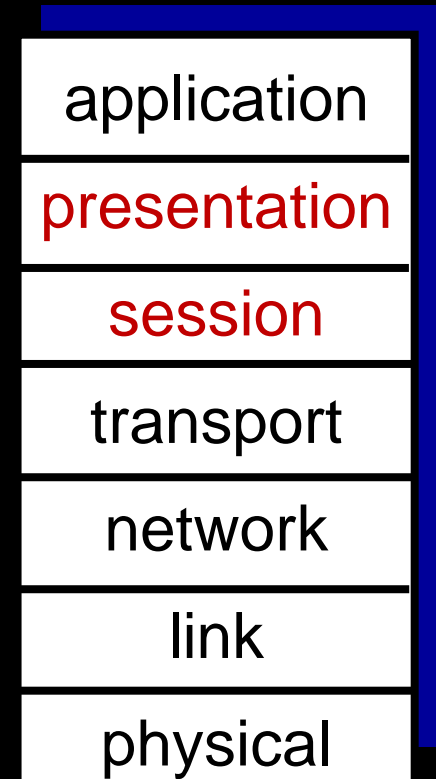 application
presentation
session
transport
network
link
physical